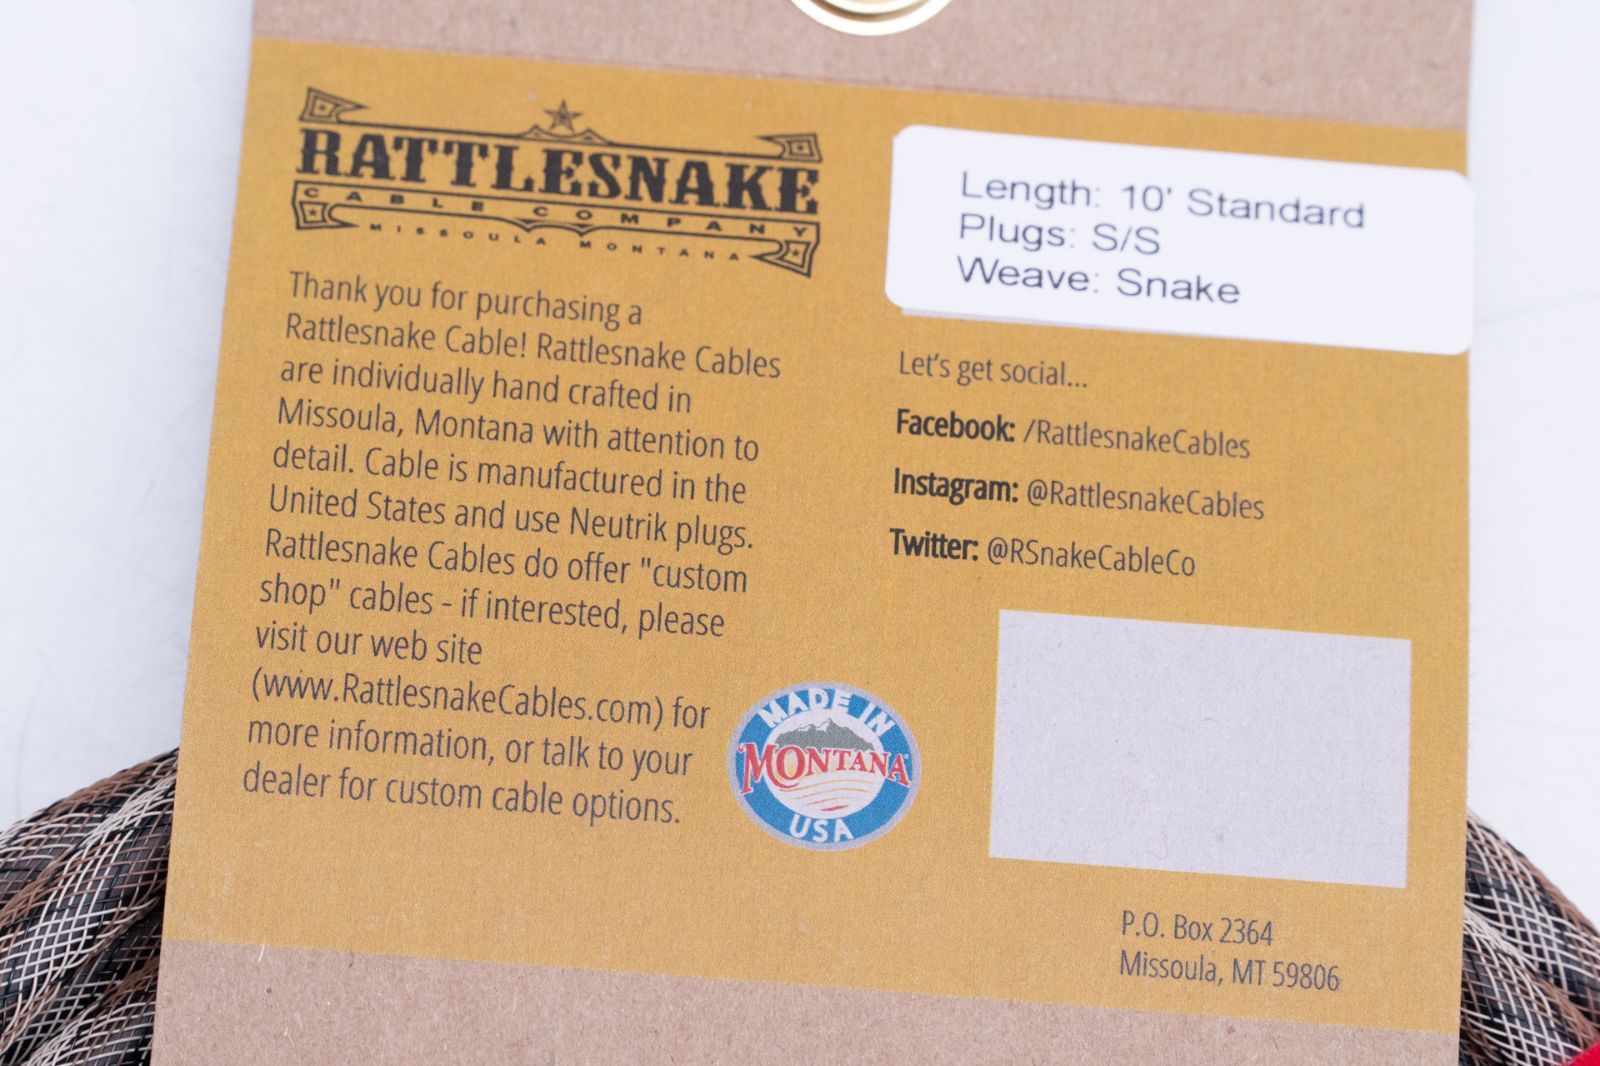 RATTLESNAKE
CABLE COMPANY
MISSOULA MONTANA
Thank you for purchasing a
Rattlesnake Cable! Rattlesnake Cables
are individually hand crafted in
Missoula, Montana with attention to
detail. Cable is manufactured in the
United States and use Neutrik plugs.
Rattlesnake Cables do offer "custom
shop" cables - if interested, please
visit our web site
(www.RattlesnakeCables.com) for
more information, or talk to your
dealer for custom cable options.
MADE IN
MONTANA
USA
Length: 10' Standard
Plugs: S/S
Weave: Snake
Let's get social...
Facebook: /RattlesnakeCables
Instagram: @RattlesnakeCables
Twitter: @RSnakeCableCo
P.O. Box 2364
Missoula, MT 59806